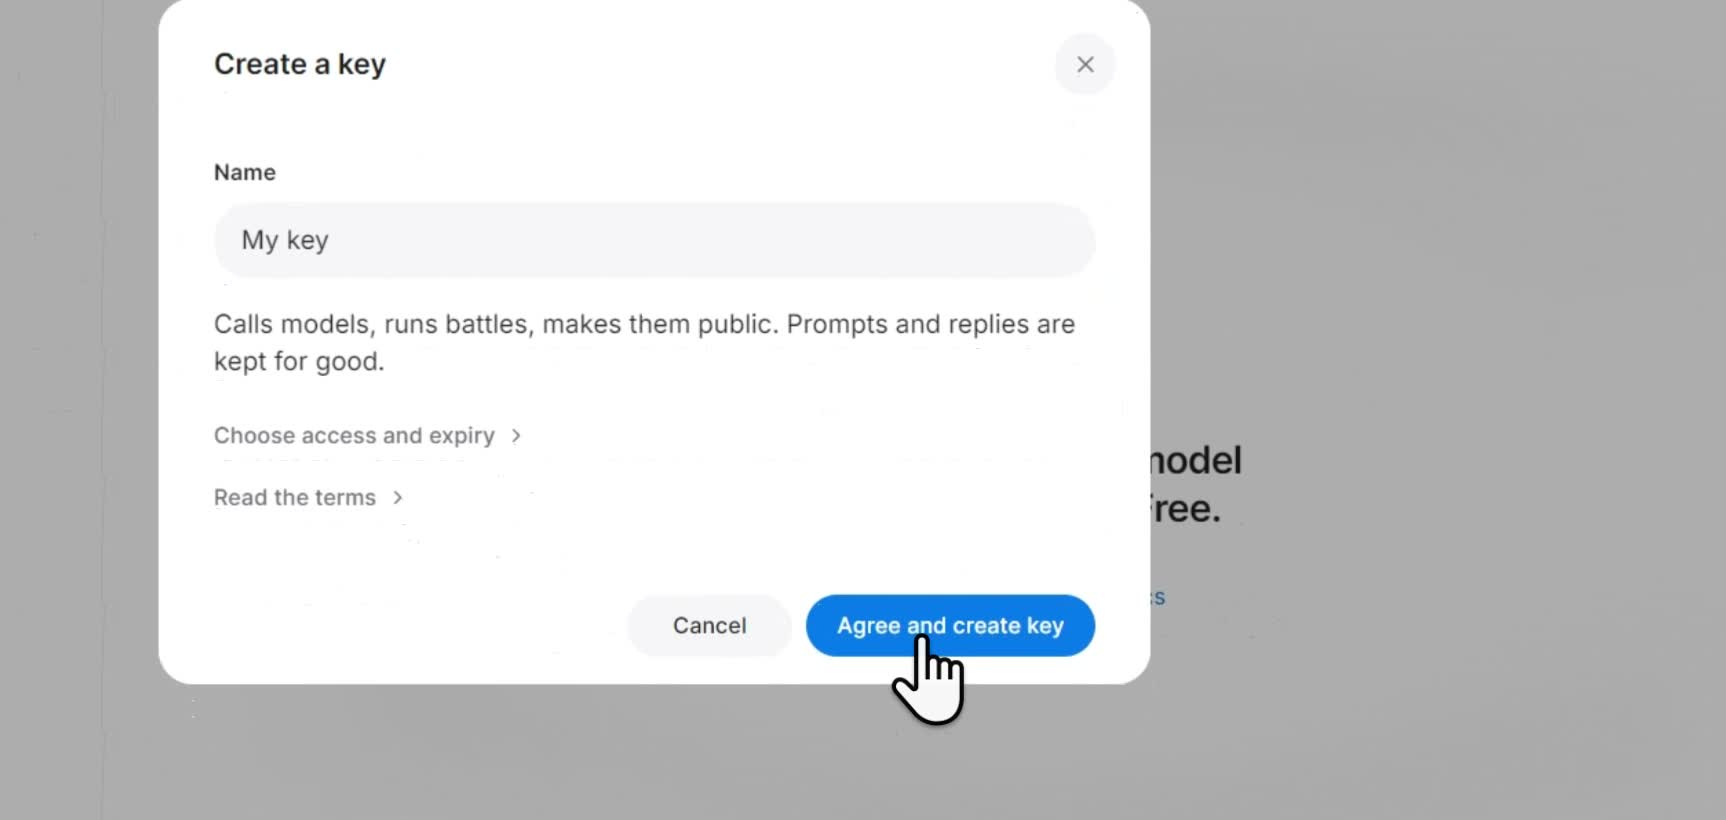 Create a key
Name
My key
Calls models, runs battles, makes them public. Prompts and replies are
kept for good.
Choose access and expiry
Read the terms
Cancel
Agree and create key